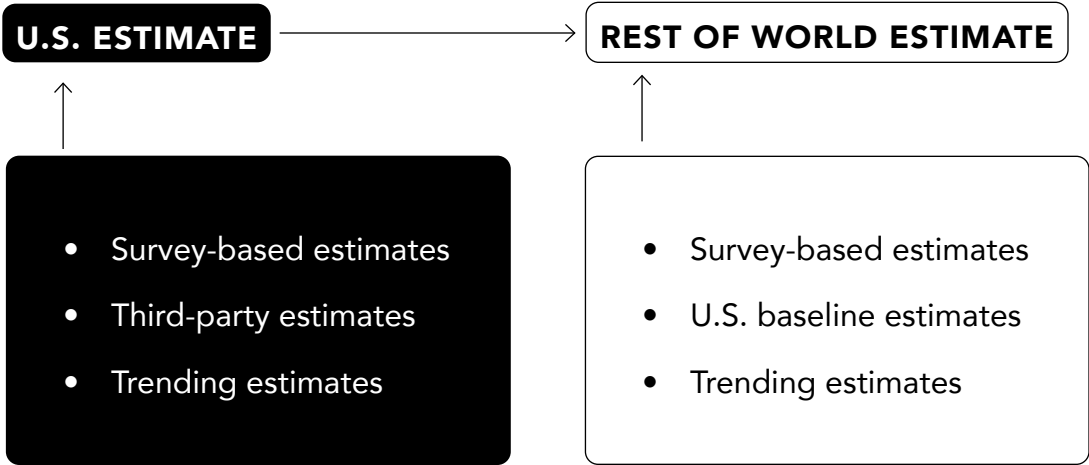 U.S. ESTIMATE
REST OF WORLD ESTIMATE
• Survey-based estimates
• Third-party estimates
• Trending estimates
• Survey-based estimates
• U.S. baseline estimates
• Trending estimates